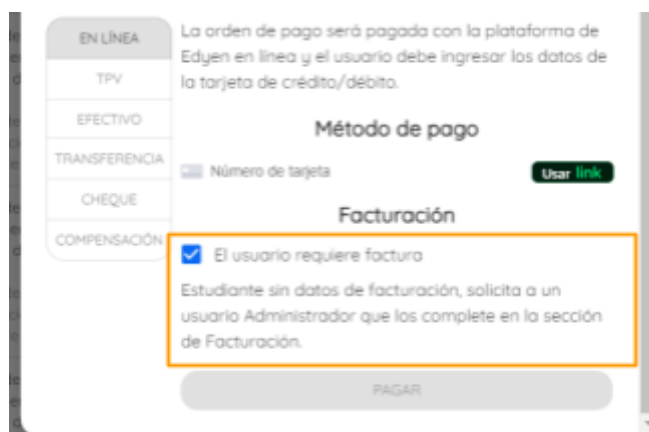 EN LÍNEA
TPV
EFECTIVO
TRANSFERENCIA
CHEQUE
COMPENSACIÓN
La orden de pago será pagada con la plataforma de
Edyen en línea y el usuario debe ingresar los datos de
la tarjeta de crédito/débito.
Método de pago
Número de tarjeta
Usar link
Facturación
El usuario requiere factura
Estudiante sin datos de facturación, solicita a un
usuario Administrador que los complete en la sección
de Facturación.
PAGAR